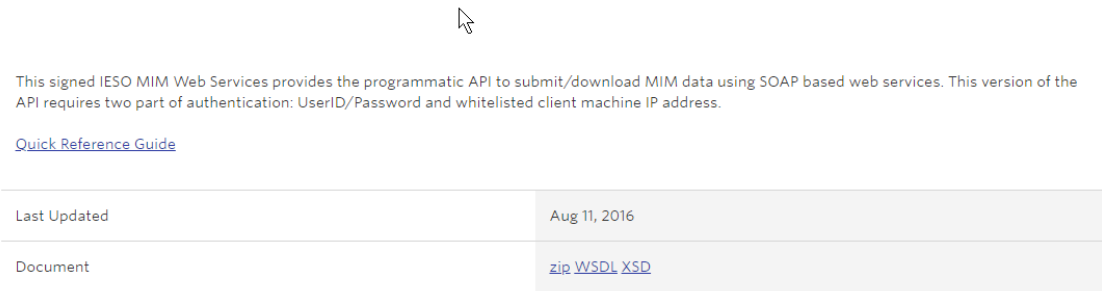 This signed IESO MIM Web Services provides the programmatic API to submit/download MIM data using SOAP based web services. This version of the
API requires two part of authentication: UserID/Password and whitelisted client machine IP address.
Quick Reference Guide
Last Updated Aug 11, 2016
Document zip WSDL XSD